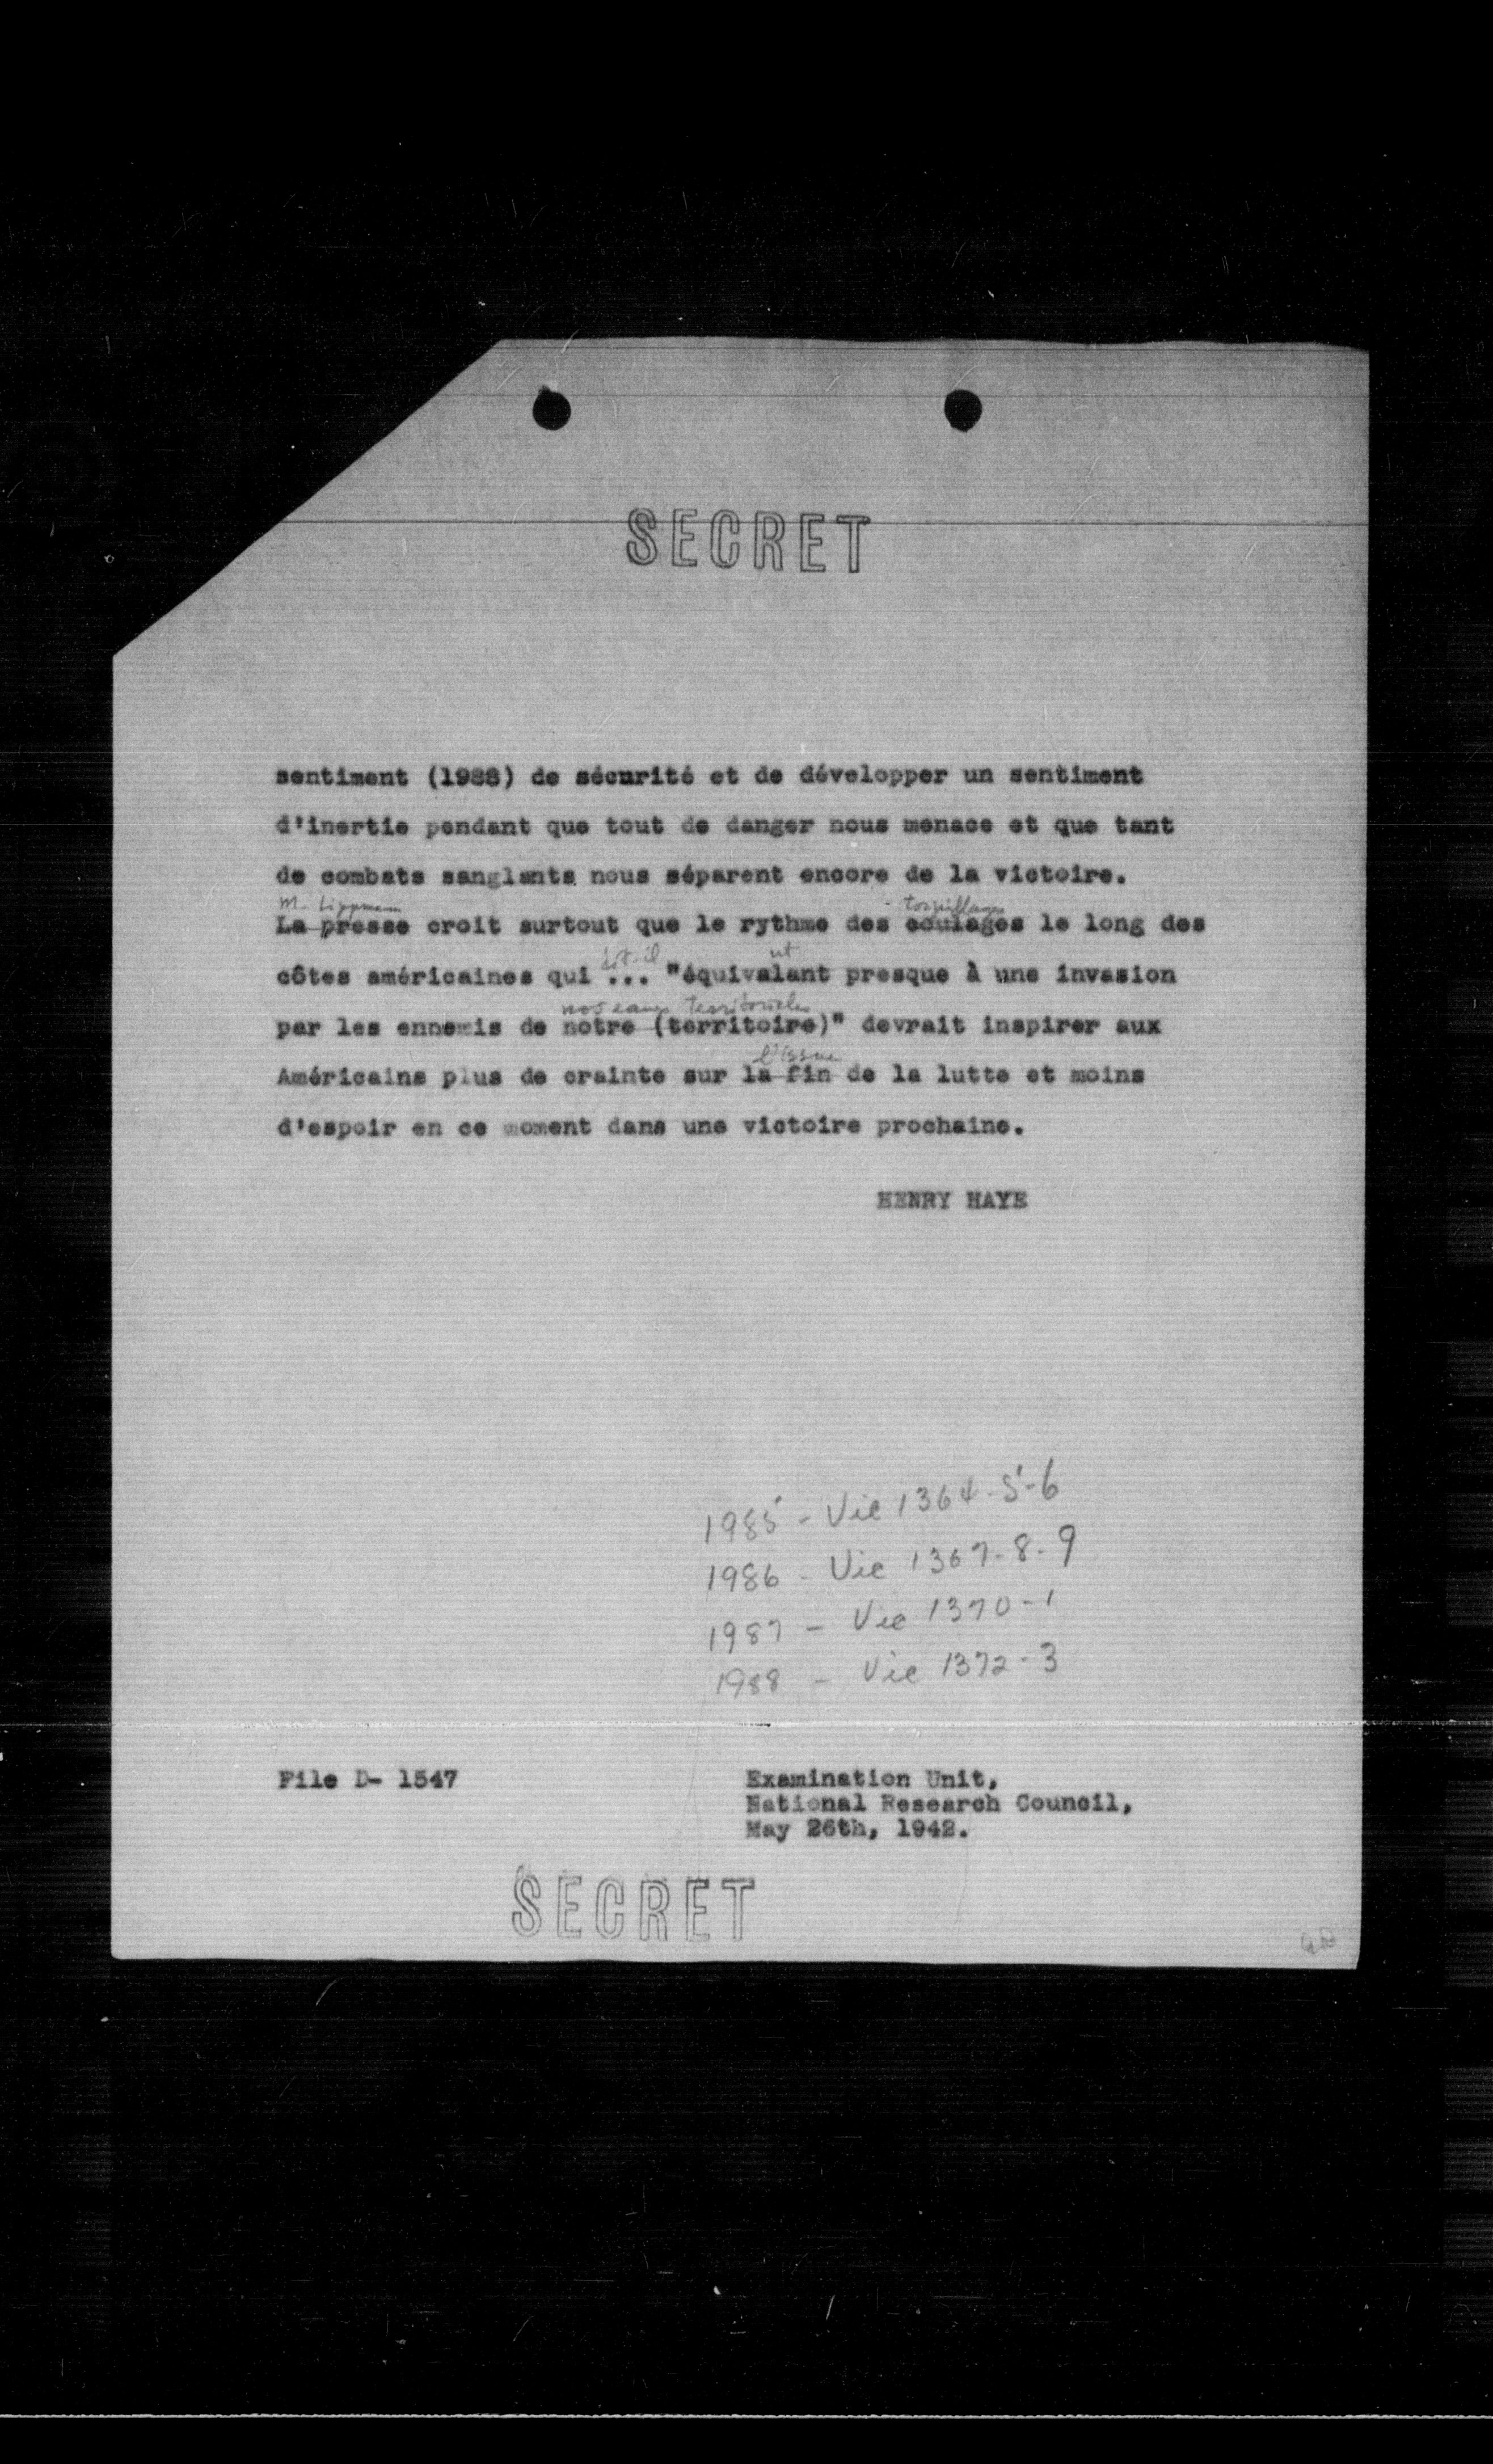 SECRET
sentiment (1988) de sécurité et de développer un sentiment
d'inertie pendant que tout de danger nous menace et que tant
de combats sanglants nous séparent encore de la victoire.
M. Lippmann torpillages
La presse croit surtout que le rythme des coulages le long des
dit-il nt
côtes américaines qui ... "équivalant presque à une invasion
nos eaux territoriales
par les ennemis de notre (territoire)" devrait inspirer aux
l'issue
Américains plus de crainte sur la fin de la lutte et moins
d'espoir en ce moment dans une victoire prochaine.
HENRY HAYE
1985 - Vic 1364-5-6
1986 - Vic 1367-8-9
1987 - Vic 1370-1
1988 - Vic 1372-3
File D- 1547
Examination Unit,
National Research Council,
May 26th, 1942.
SECRET